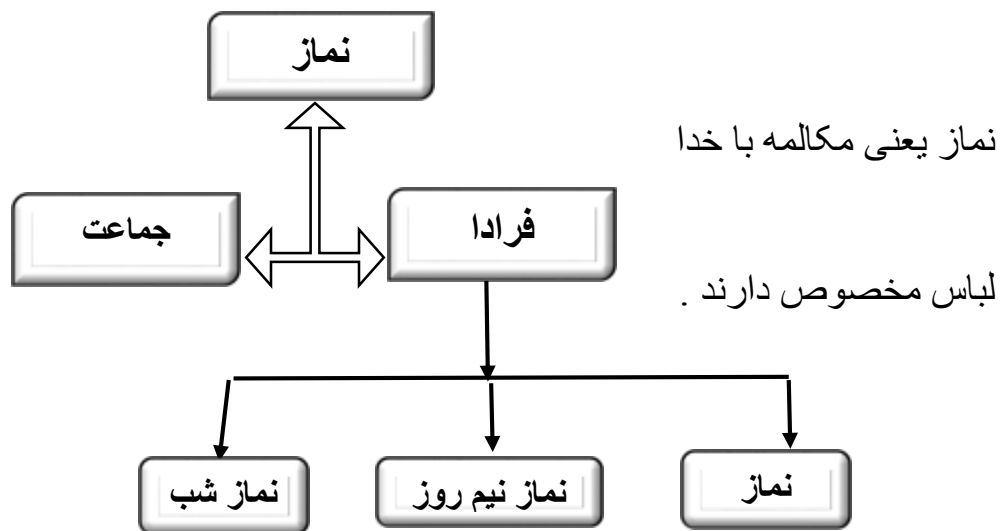 نماز
نماز یعنی مکالمه با خدا
فرادا
جماعت
لباس مخصوص دارند .
نماز
نماز نیم روز
نماز شب